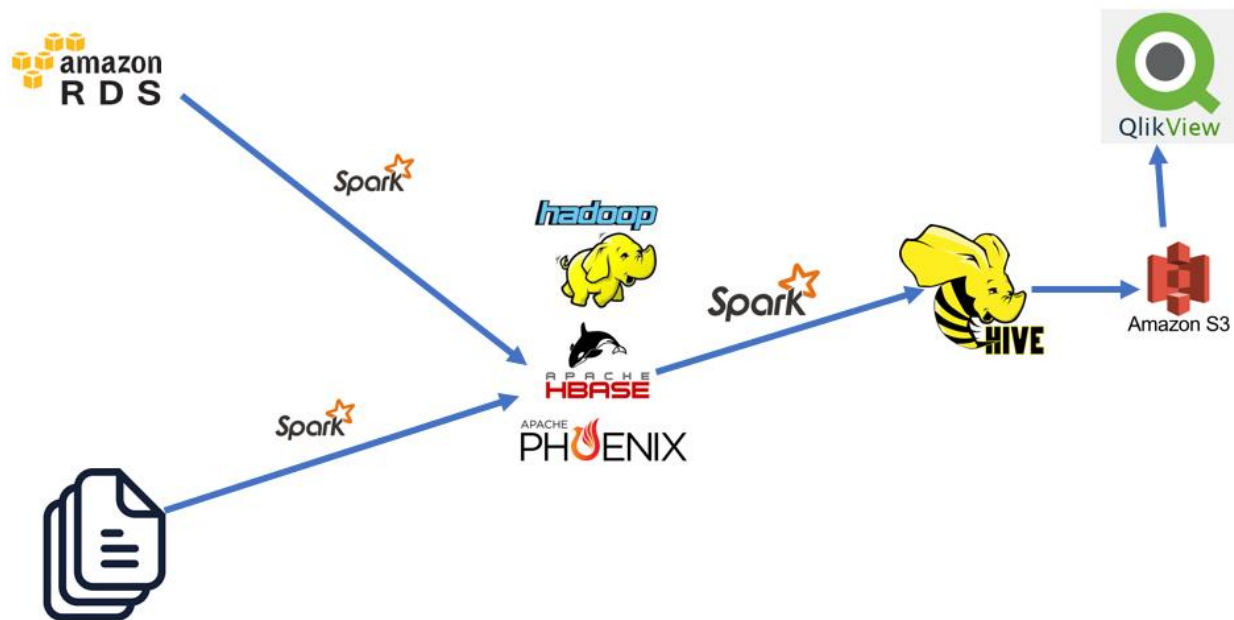 amazon
RDS
Spark
hadoop
Spark
APACHE
HBASE
APACHE
PHOENIX
Spark
HIVE
Amazon S3
QlikView